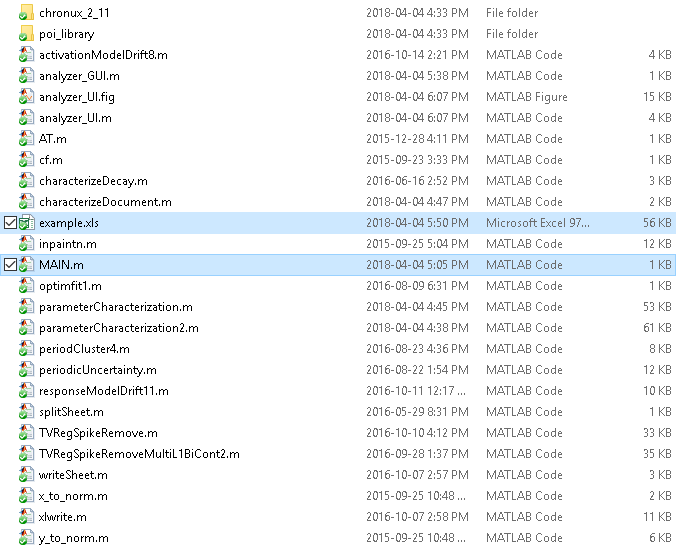 chronux_2_11 2018-04-04 4:33 PM File folder
poi_library 2018-04-04 4:33 PM File folder
activationModelDrift8.m 2016-10-14 2:21 PM MATLAB Code 4 KB
analyzer_GUI.m 2018-04-04 5:38 PM MATLAB Code 1 KB
analyzer_UI.fig 2018-04-04 6:07 PM MATLAB Figure 15 KB
analyzer_UI.m 2018-04-04 6:07 PM MATLAB Code 4 KB
AT.m 2015-12-28 4:11 PM MATLAB Code 1 KB
cf.m 2015-09-23 3:33 PM MATLAB Code 1 KB
characterizeDecay.m 2016-06-16 2:52 PM MATLAB Code 3 KB
characterizeDocument.m 2018-04-04 4:47 PM MATLAB Code 2 KB
example.xls 2018-04-04 5:50 PM Microsoft Excel 97... 56 KB
inpaintn.m 2015-09-25 5:04 PM MATLAB Code 12 KB
MAIN.m 2018-04-04 5:05 PM MATLAB Code 1 KB
optimfit1.m 2016-08-09 6:31 PM MATLAB Code 1 KB
parameterCharacterization.m 2018-04-04 4:45 PM MATLAB Code 53 KB
parameterCharacterization2.m 2018-04-04 4:38 PM MATLAB Code 61 KB
periodCluster4.m 2016-08-23 4:36 PM MATLAB Code 8 KB
periodicUncertainty.m 2016-08-22 1:54 PM MATLAB Code 12 KB
responseModelDrift11.m 2016-10-11 12:17 ... MATLAB Code 10 KB
splitSheet.m 2016-05-29 8:31 PM MATLAB Code 1 KB
TVRegSpikeRemove.m 2016-10-10 4:12 PM MATLAB Code 33 KB
TVRegSpikeRemoveMultiL1BiCont2.m 2016-09-28 1:37 PM MATLAB Code 35 KB
writeSheet.m 2016-10-07 2:57 PM MATLAB Code 3 KB
x_to_norm.m 2015-09-25 10:48 ... MATLAB Code 2 KB
xlwrite.m 2016-10-07 2:58 PM MATLAB Code 11 KB
y_to_norm.m 2015-09-25 10:48 ... MATLAB Code 6 KB